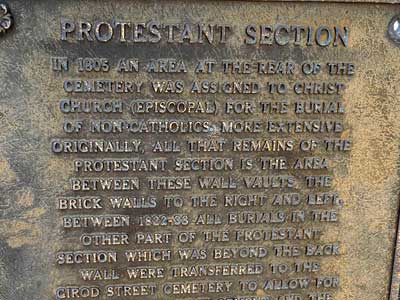 PROTESTANT SECTION
IN 1805 AN AREA AT THE REAR OF THE
CEMETERY WAS ASSIGNED TO CHRIST
CHURCH (EPISCOPAL) FOR THE BURIAL
OF NON-CATHOLICS. MORE EXTENSIVE
ORIGINALLY, ALL THAT REMAINS OF THE
PROTESTANT SECTION IS THE AREA
BETWEEN THESE WALL VAULTS, THE
BRICK WALLS TO THE RIGHT AND LEFT.
BETWEEN 1822-33 ALL BURIALS IN THE
OTHER PART OF THE PROTESTANT
SECTION WHICH WAS BEYOND THE BACK
WALL WERE TRANSFERRED TO THE
GIROD STREET CEMETERY TO ALLOW FOR
AND THE